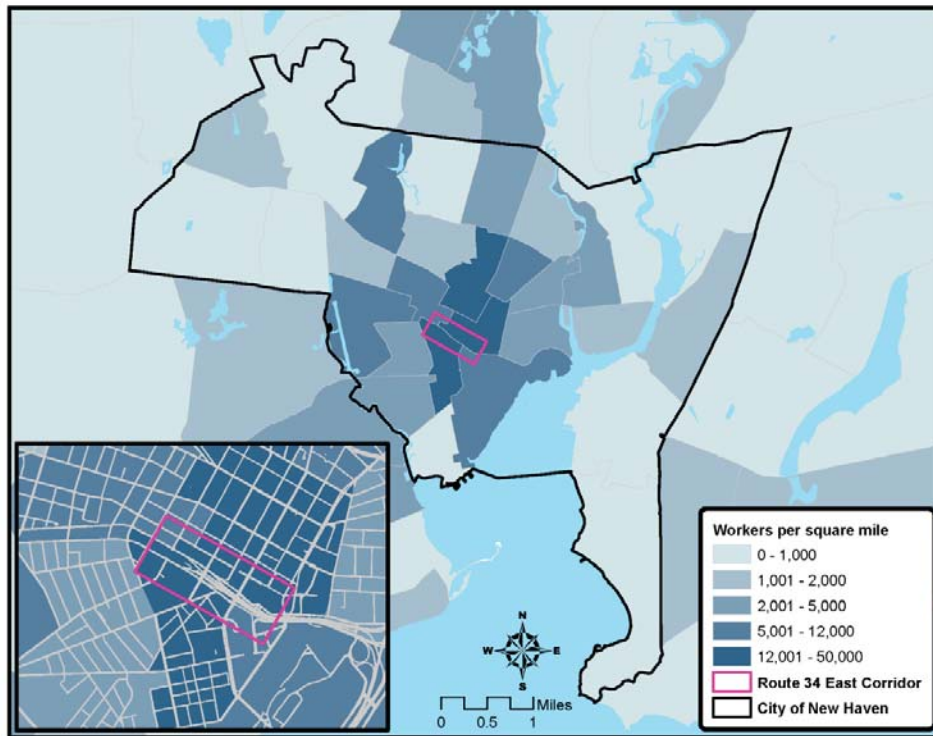 N
W E
S
0 0.5 1 Miles
Workers per square mile
0 - 1,000
1,001 - 2,000
2,001 - 5,000
5,001 - 12,000
12,001 - 50,000
Route 34 East Corridor
City of New Haven